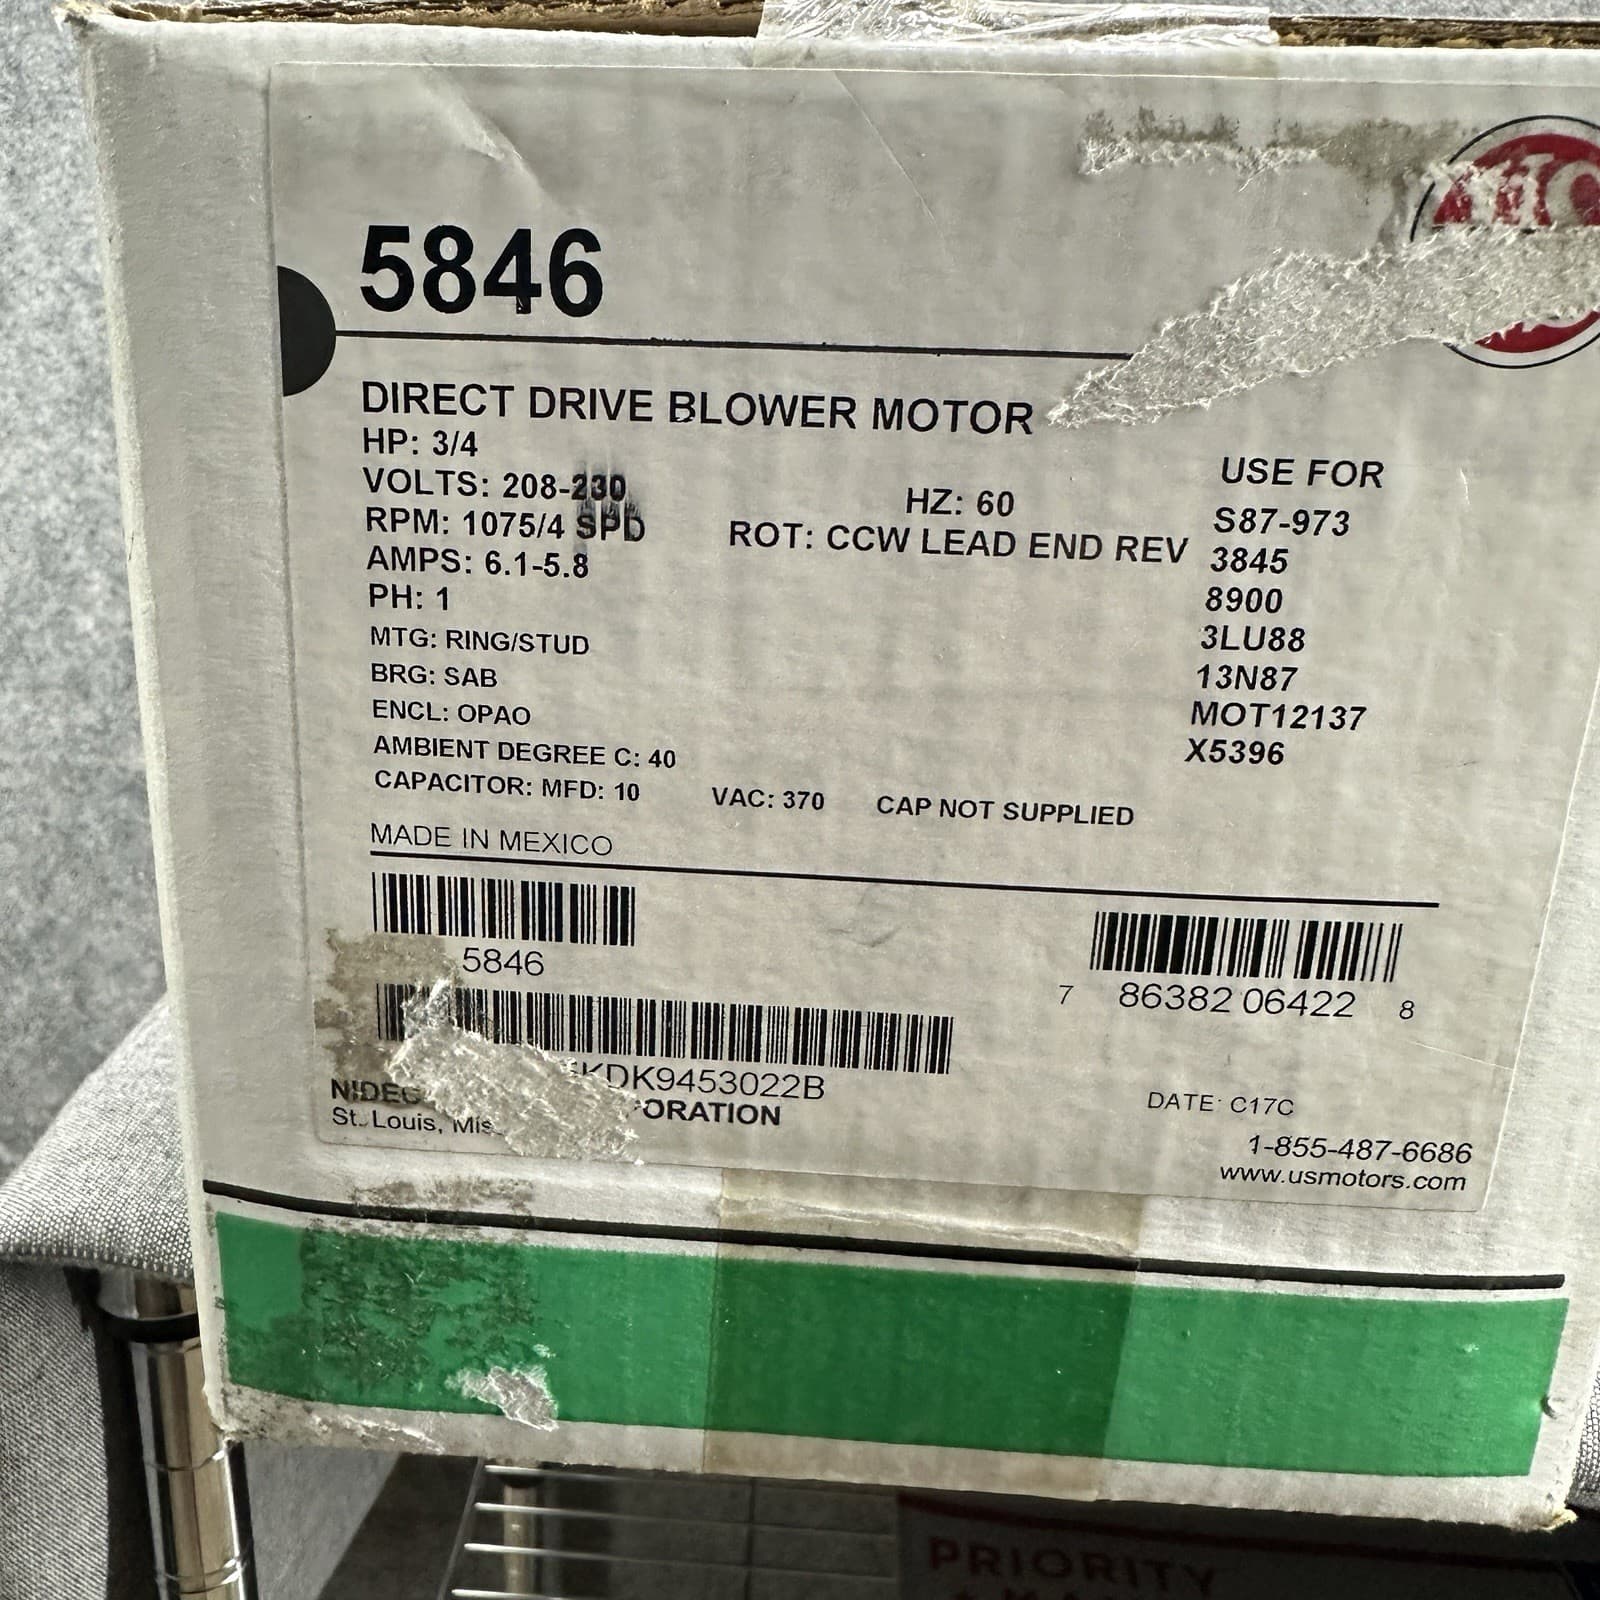 5846
DIRECT DRIVE BLOWER MOTOR
HP: 3/4
VOLTS: 208-230
HZ: 60
RPM: 1075/4 SPD
ROT: CCW LEAD END REV
AMPS: 6.1-5.8
PH: 1
MTG: RING/STUD
BRG: SAB
ENCL: OPAO
AMBIENT DEGREE C: 40
CAPACITOR: MFD: 10 VAC: 370 CAP NOT SUPPLIED
MADE IN MEXICO
USE FOR
S87-973
3845
8900
3LU88
13N87
MOT12137
X5396
5846
7 86382 06422 8
KDK9453022B
NIDEC ORATION
St. Louis, Mis
DATE: C17C
1-855-487-6686
www.usmotors.com
PRIORITY